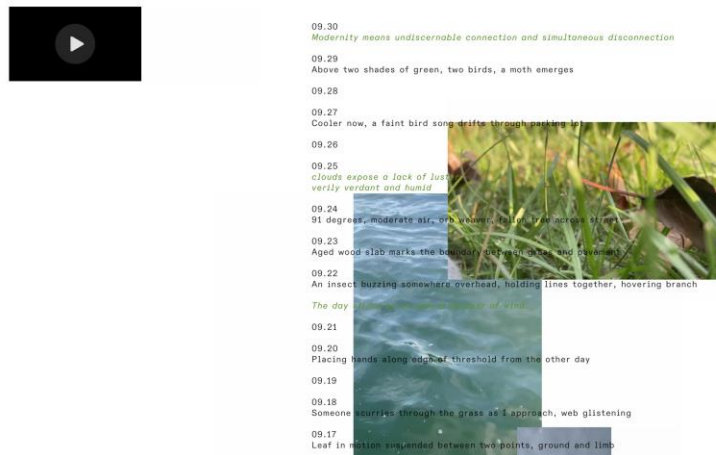 09.30
Modernity means undiscernable connection and simultaneous disconnection
09.29
Above two shades of green, two birds, a moth emerges
09.28
09.27
Cooler now, a faint bird song drifts through parking lot
09.26
09.25
clouds expose a lack of lust
verily verdant and humid
09.24
91 degrees, moderate air, orb weaver, fallen tree across street
09.23
Aged wood slab marks the boundary between grass and pavement
09.22
An insect buzzing somewhere overhead, holding lines together, hovering branch
The day of wind
09.21
09.20
Placing hands along edge of threshold from the other day
09.19
09.18
Someone scurries through the grass as I approach, web glistening
09.17
Leaf in motion suspended between two points, ground and limb